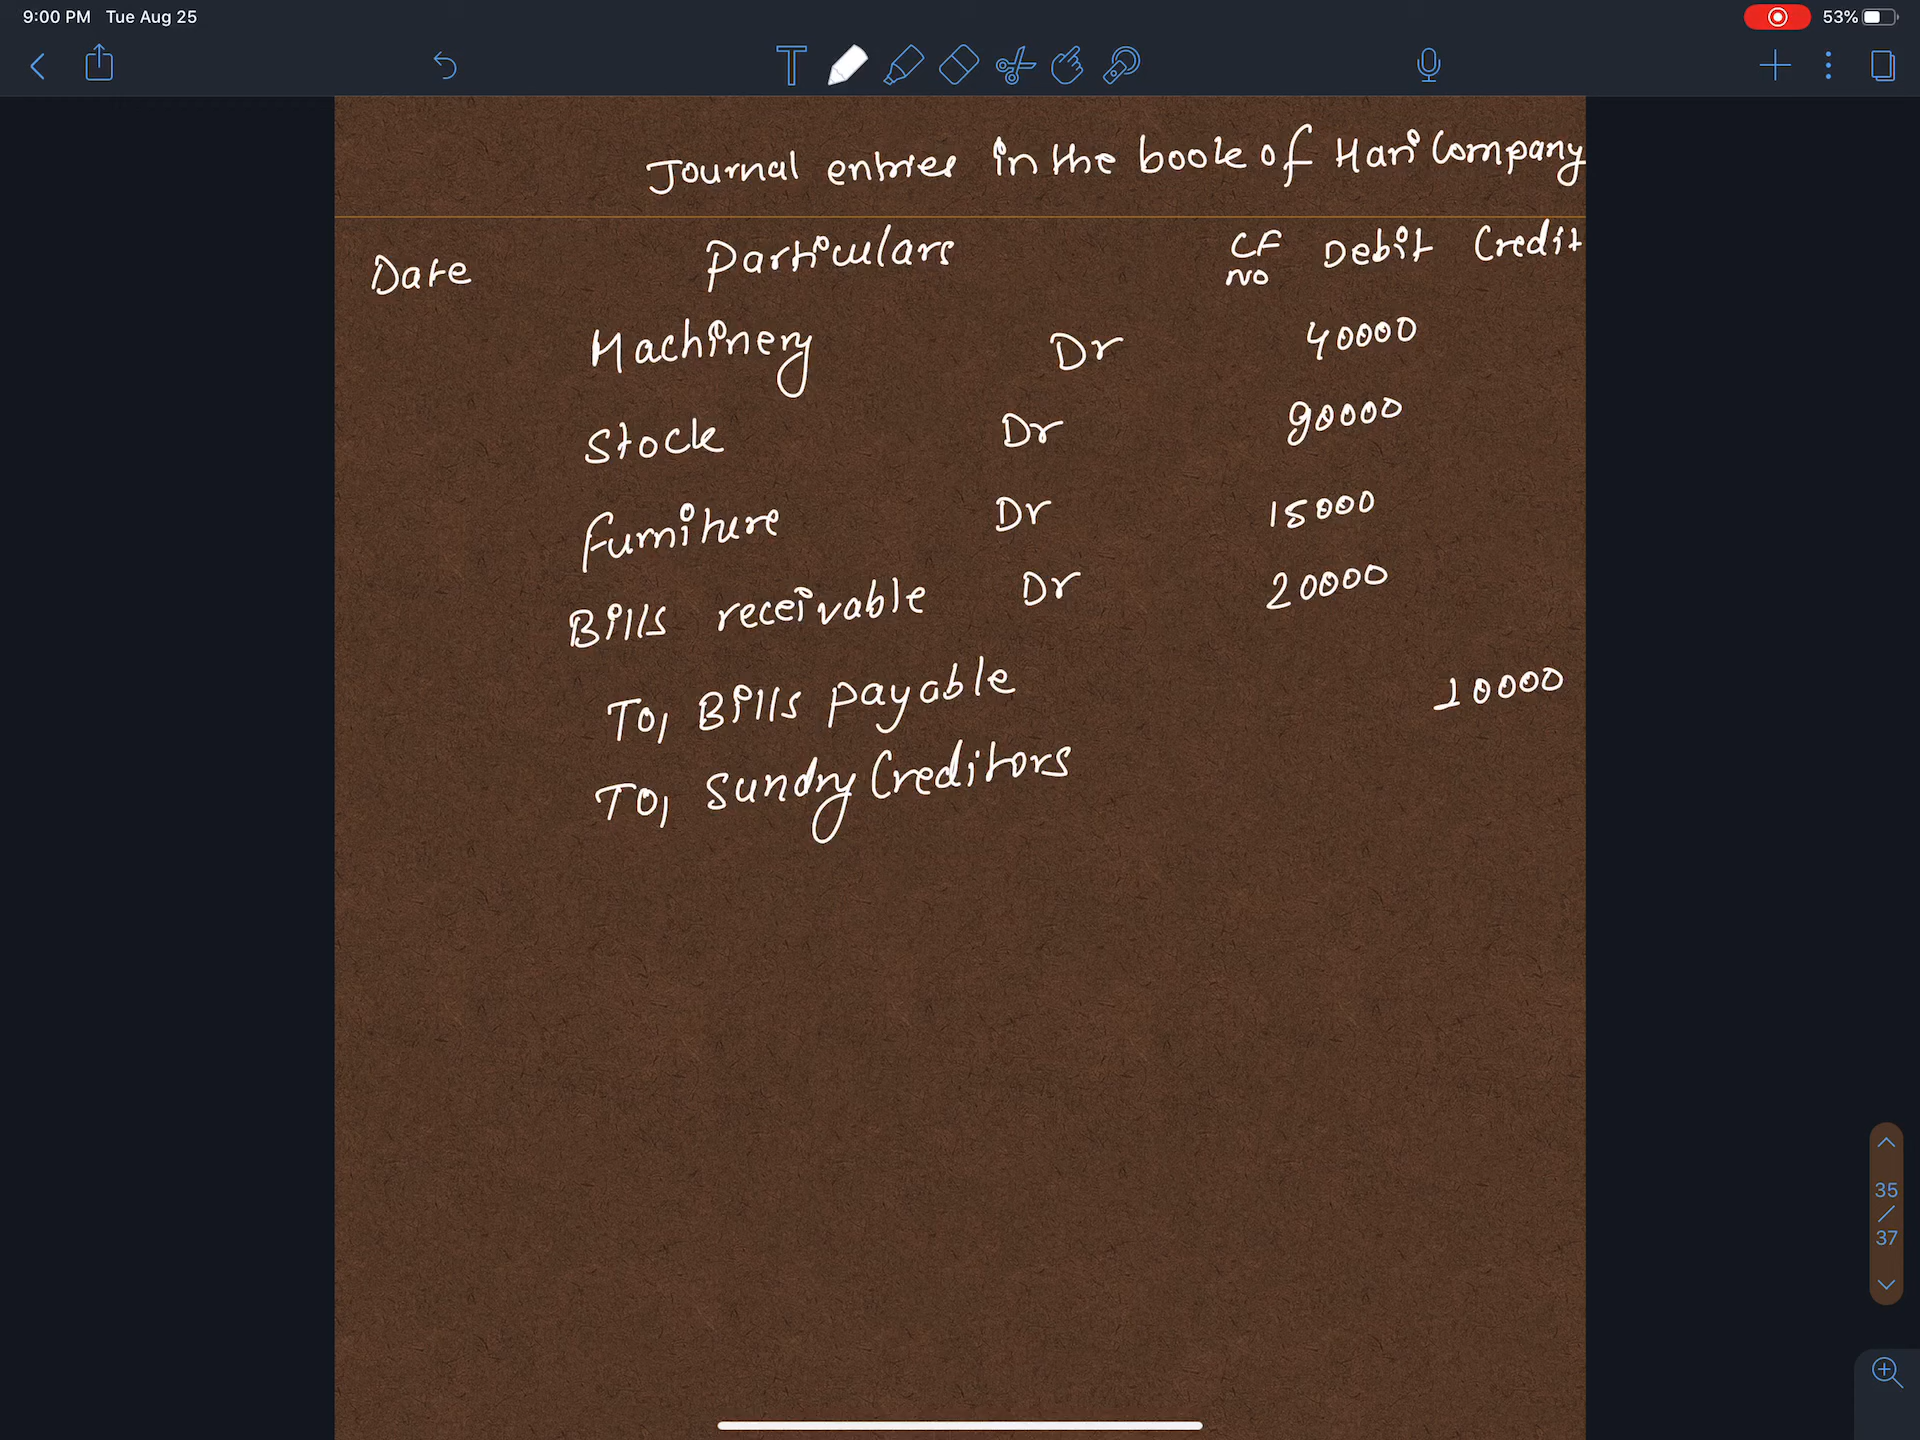 9:00 PM Tue Aug 25 53%
Journal entries in the book of Hari Company
Date Particulars CF NO Debit Credit
Machinery Dr 40000
Stock Dr 90000
Furniture Dr 15000
Bills receivable Dr 20000
To, Bills payable 10000
To, Sundry Creditors
35
/
37